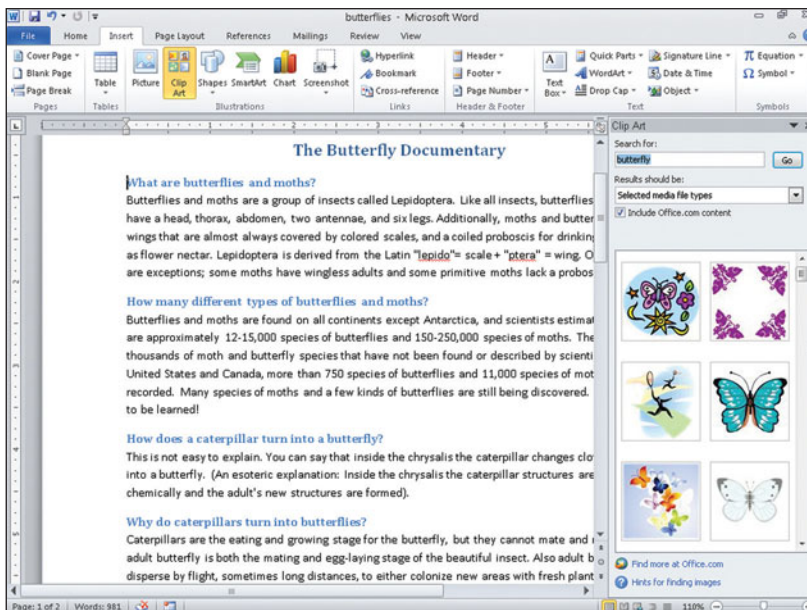 butterflies - Microsoft Word
File Home Insert Page Layout References Mailings Review View
Cover Page
Blank Page
Page Break
Pages
Table
Tables
Picture
Clip Art
Shapes
SmartArt
Chart
Screenshot
Illustrations
Hyperlink
Bookmark
Cross-reference
Links
Header
Footer
Page Number
Header & Footer
Text Box
Quick Parts
WordArt
Drop Cap
Signature Line
Date & Time
Object
Text
Equation
Symbol
Symbols
The Butterfly Documentary
What are butterflies and moths?
Butterflies and moths are a group of insects called Lepidoptera. Like all insects, butterflies
have a head, thorax, abdomen, two antennae, and six legs. Additionally, moths and butter
wings that are almost always covered by colored scales, and a coiled proboscis for drinking
as flower nectar. Lepidoptera is derived from the Latin "lepido"= scale + "ptera" = wing. O
are exceptions; some moths have wingless adults and some primitive moths lack a probos
How many different types of butterflies and moths?
Butterflies and moths are found on all continents except Antarctica, and scientists estimat
are approximately 12-15,000 species of butterflies and 150-250,000 species of moths. The
thousands of moth and butterfly species that have not been found or described by scienti
United States and Canada, more than 750 species of butterflies and 11,000 species of mot
recorded. Many species of moths and a few kinds of butterflies are still being discovered.
to be learned!
How does a caterpillar turn into a butterfly?
This is not easy to explain. You can say that inside the chrysalis the caterpillar changes clo
into a butterfly. (An esoteric explanation: Inside the chrysalis the caterpillar structures are
chemically and the adult's new structures are formed).
Why do caterpillars turn into butterflies?
Caterpillars are the eating and growing stage for the butterfly, but they cannot mate and
adult butterfly is both the mating and egg-laying stage of the beautiful insect. Also adult b
disperse by flight, sometimes long distances, to either colonize new areas with fresh plant
Clip Art
Search for:
butterfly Go
Results should be:
Selected media file types
Include Office.com content
Find more at Office.com
Hints for finding images
Page: 1 of 2 Words: 981 110%